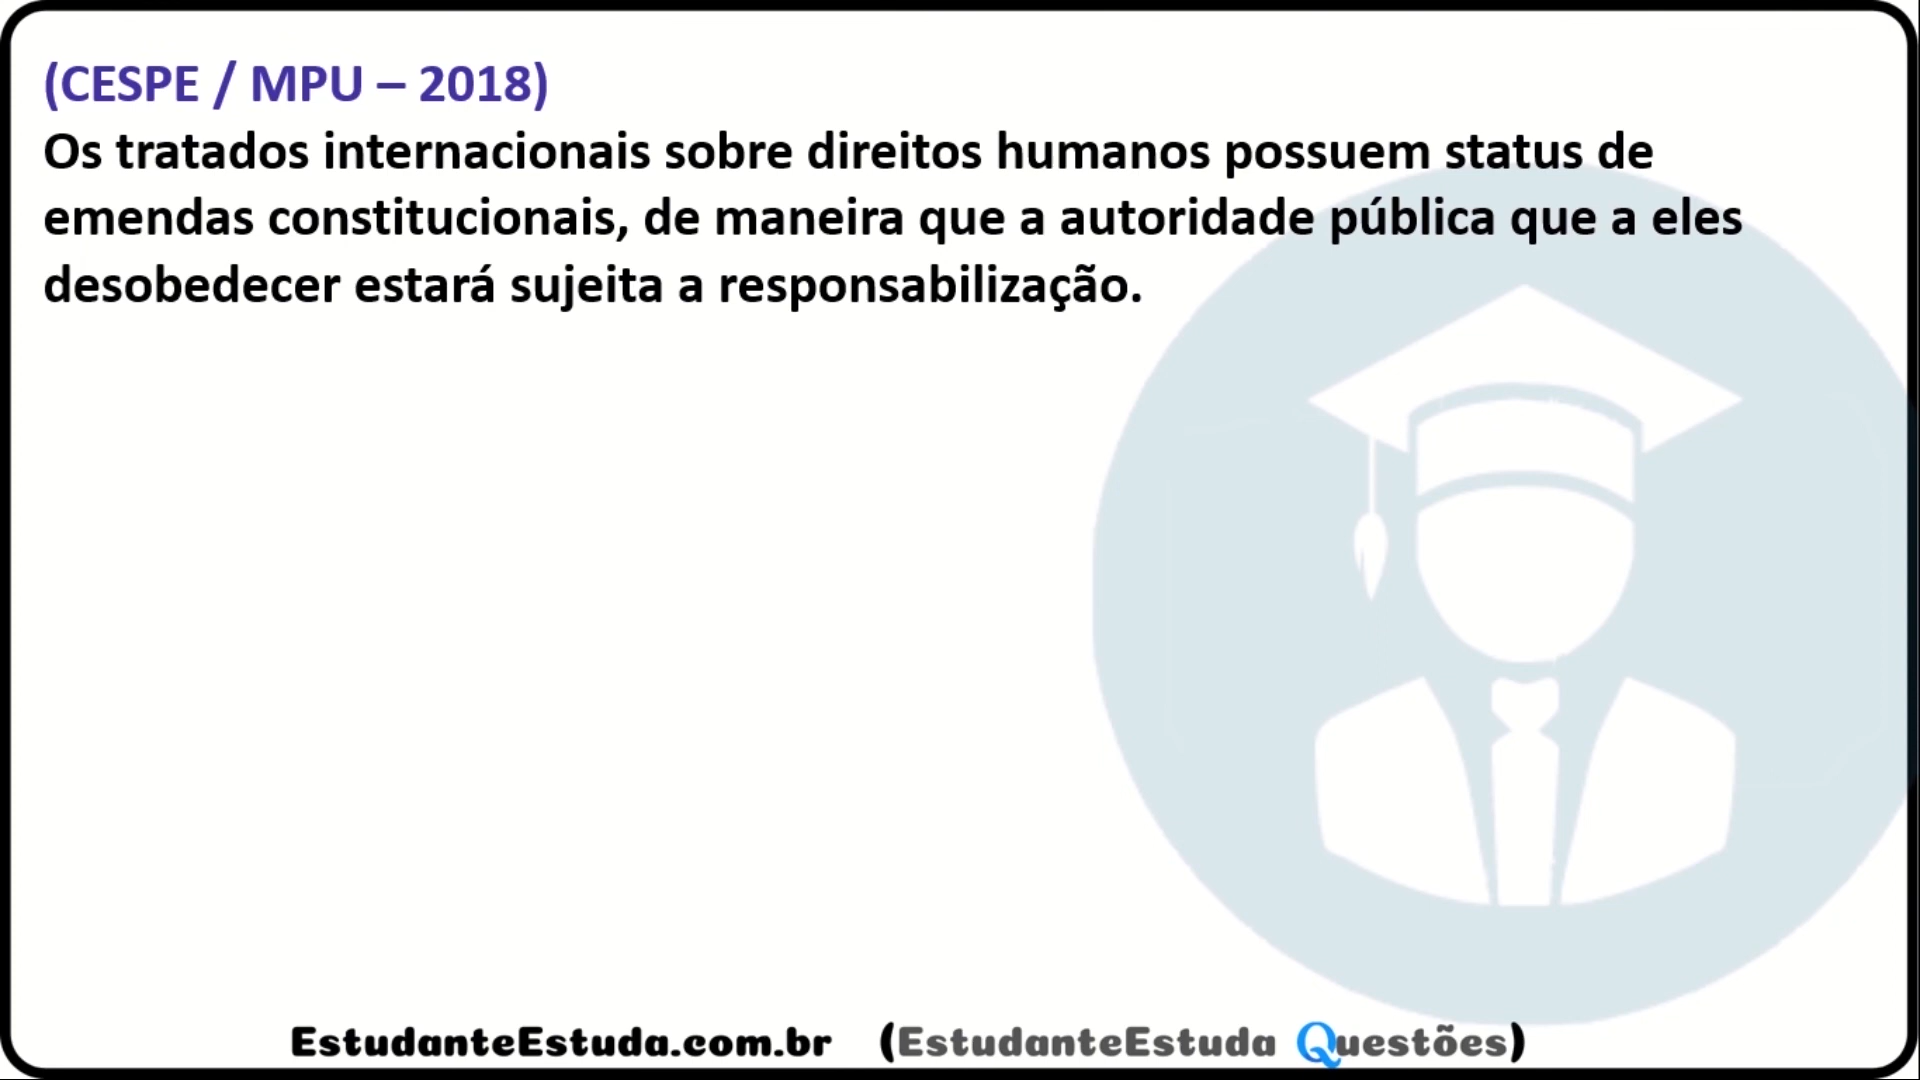 (CESPE / MPU – 2018)
Os tratados internacionais sobre direitos humanos possuem status de
emendas constitucionais, de maneira que a autoridade pública que a eles
desobedecer estará sujeita a responsabilização.
EstudanteEstuda.com.br (EstudanteEstuda Questões)